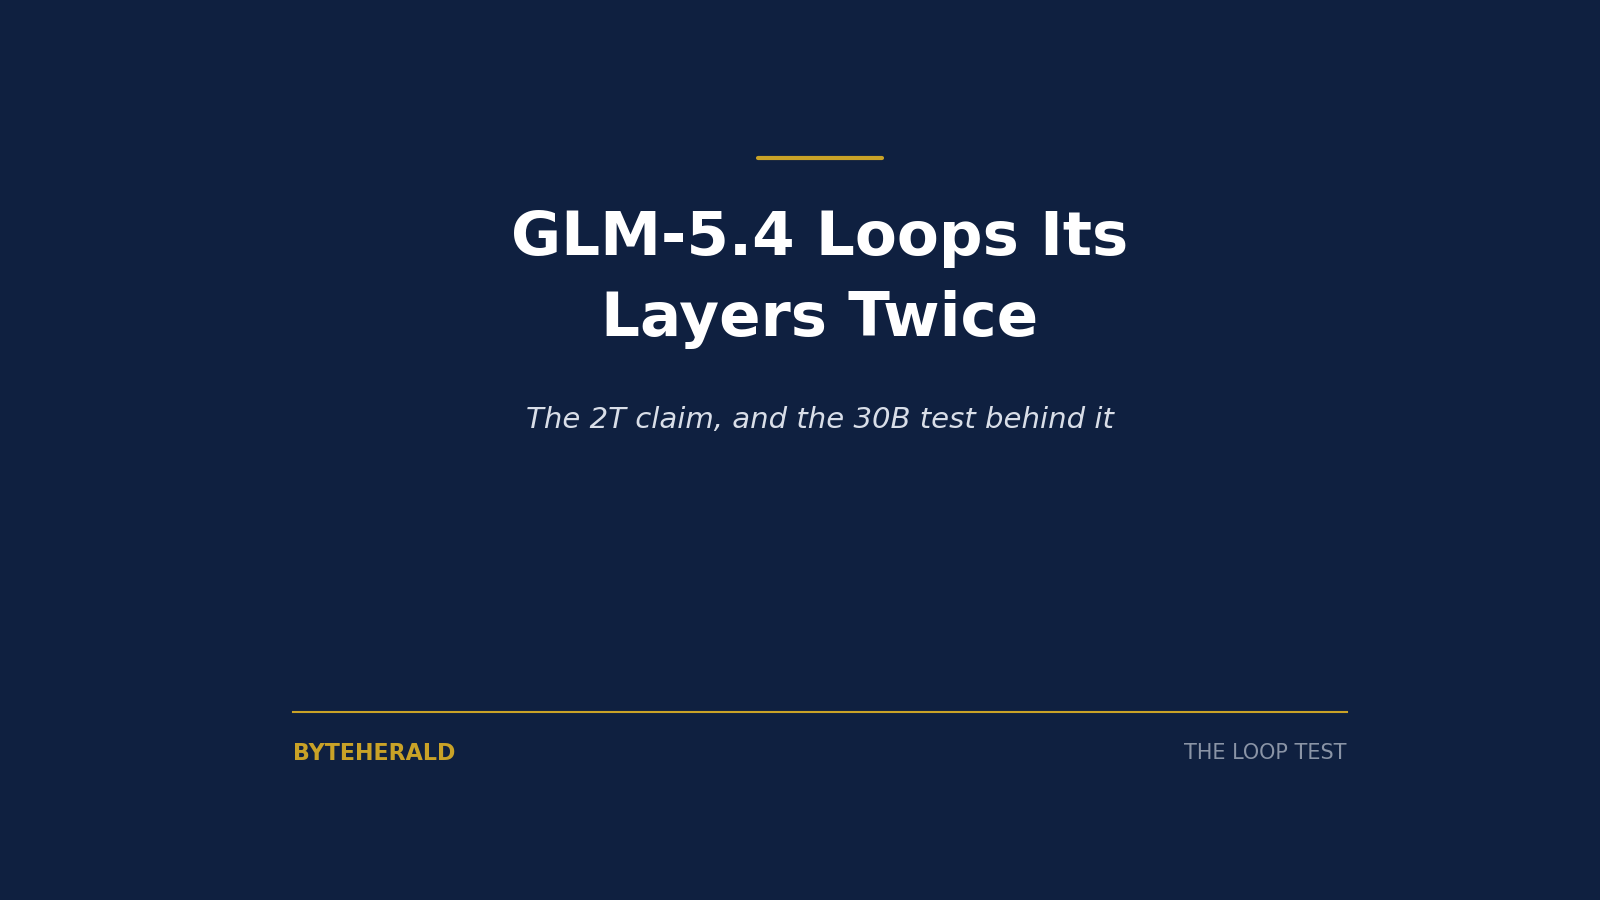 GLM-5.4 Loops Its
Layers Twice
The 2T claim, and the 30B test behind it
BYTEHERALD
THE LOOP TEST